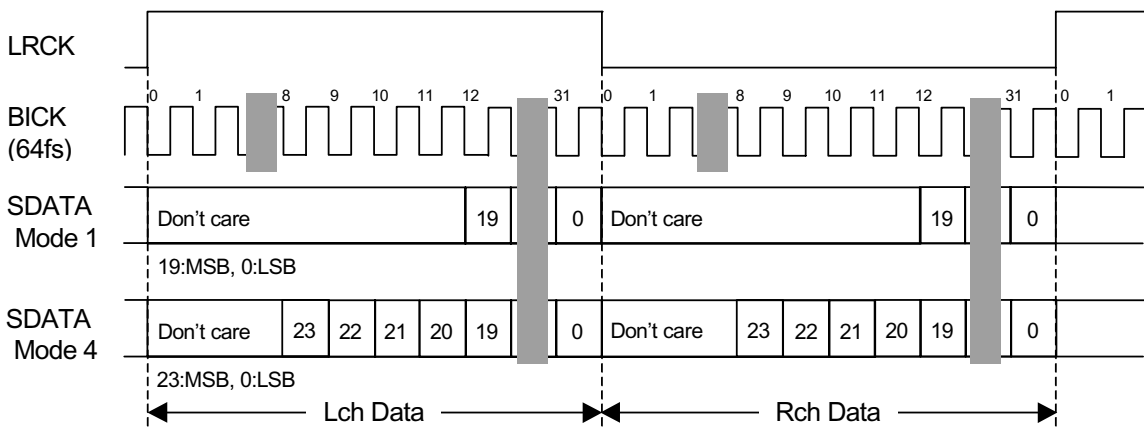 LRCK
0 1 8 9 10 11 12 31 0 1 8 9 10 11 12 31 0 1
BICK
(64fs)
SDATA
Mode 1
Don't care 19 0 Don't care 19 0
19:MSB, 0:LSB
SDATA
Mode 4
Don't care 23 22 21 20 19 0 Don't care 23 22 21 20 19 0
23:MSB, 0:LSB
Lch Data Rch Data